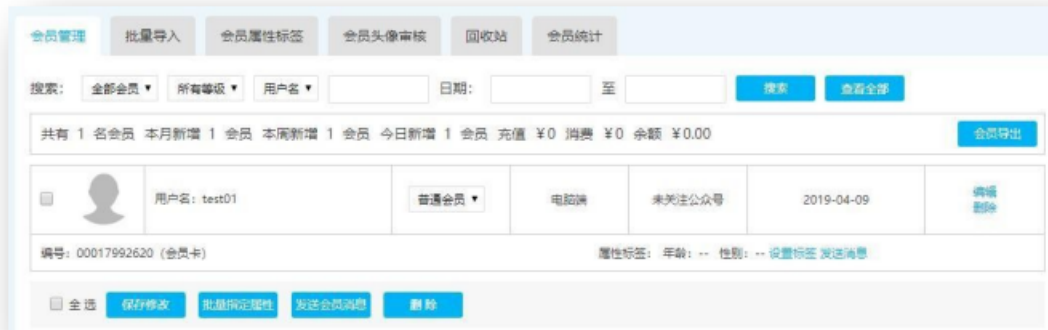 会员管理 批量导入 会员属性标签 会员头像审核 回收站 会员统计
搜索: 全部会员 ▼ 所有等级 ▼ 用户名 ▼ 日期: 至 搜索 查看全部
共有 1 名会员 本月新增 1 会员 本周新增 1 会员 今日新增 1 会员 充值 ¥0 消费 ¥0 余额 ¥0.00 会员导出
用户名: test01 普通会员 ▼ 电脑端 未关注公众号 2019-04-09 编辑
删除
编号: 00017992620 (会员卡) 属性标签: 年龄: -- 性别: -- 设置标签 发送消息
全选 保存修改 批量指定属性 发送会员消息 删 除